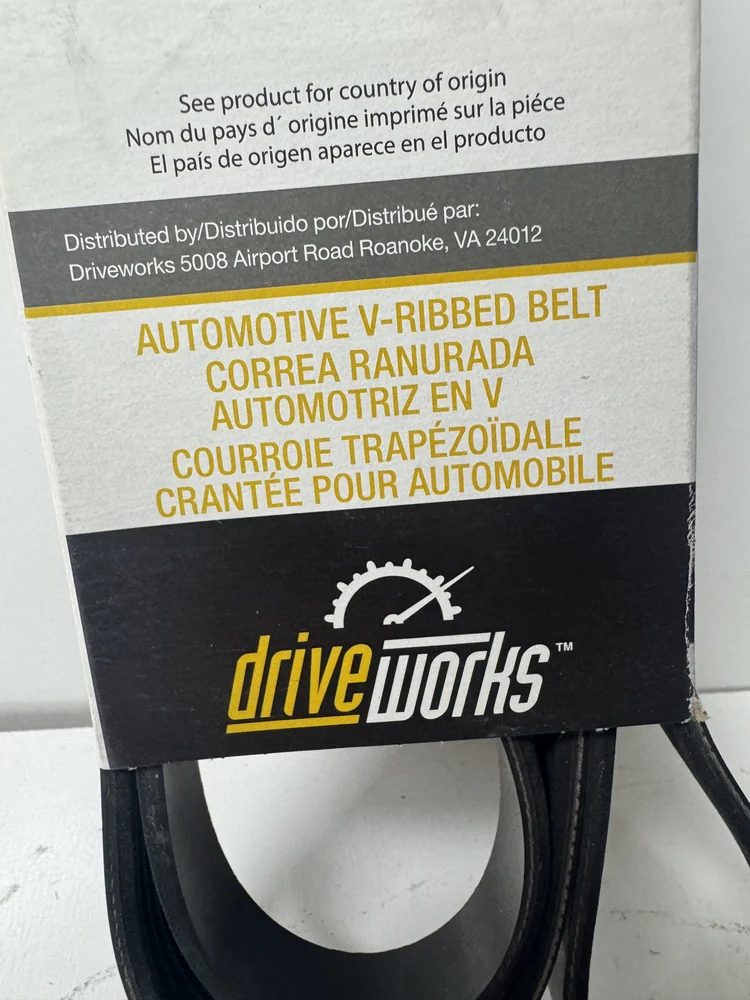 See product for country of origin
Nom du pays d´ origine imprimé sur la piéce
El país de origen aparece en el producto
Distributed by/Distribuido por/Distribué par:
Driveworks 5008 Airport Road Roanoke, VA 24012
AUTOMOTIVE V-RIBBED BELT
CORREA RANURADA
AUTOMOTRIZ EN V
COURROIE TRAPÉZOÏDALE
CRANTÉE POUR AUTOMOBILE
driveworks™